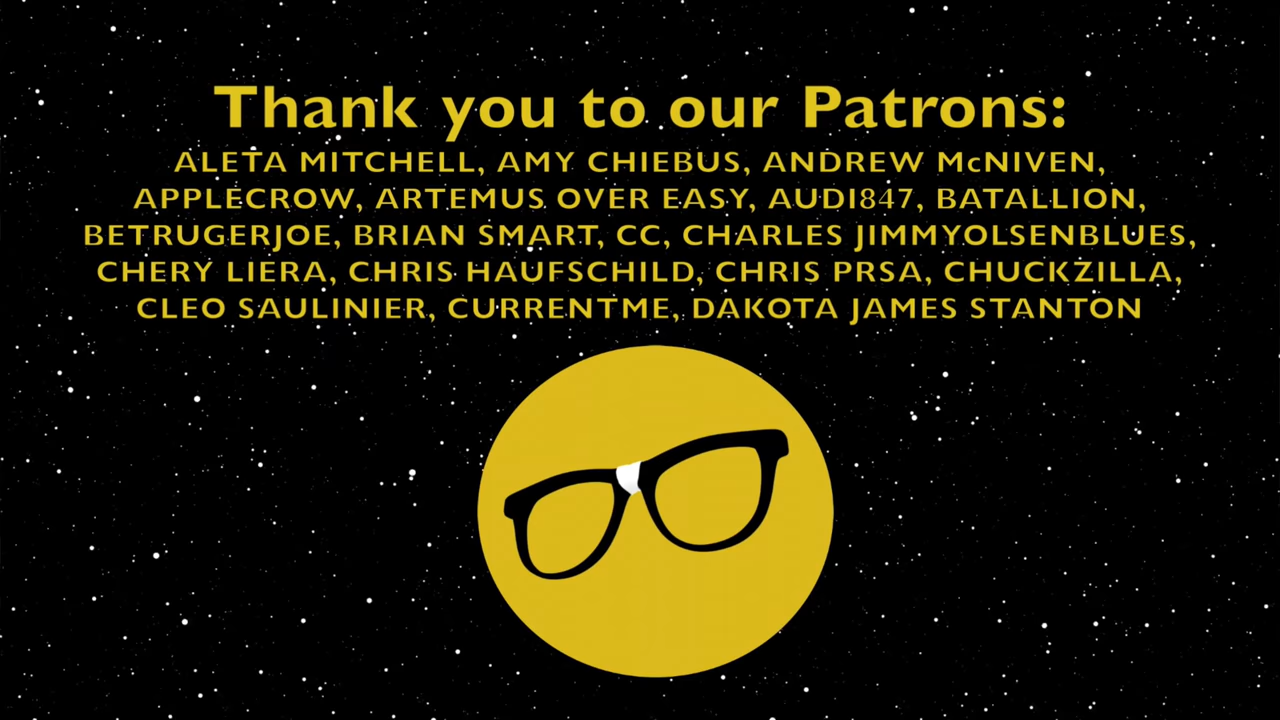 Thank you to our Patrons:
ALETA MITCHELL, AMY CHIEBUS, ANDREW McNIVEN,
APPLECROW, ARTEMUS OVER EASY, AUDI847, BATALLION,
BETRUGERJOE, BRIAN SMART, CC, CHARLES JIMMYOLSENBLUES,
CHERY LIERA, CHRIS HAUFSCHILD, CHRIS PRSA, CHUCKZILLA,
CLEO SAULINIER, CURRENTME, DAKOTA JAMES STANTON